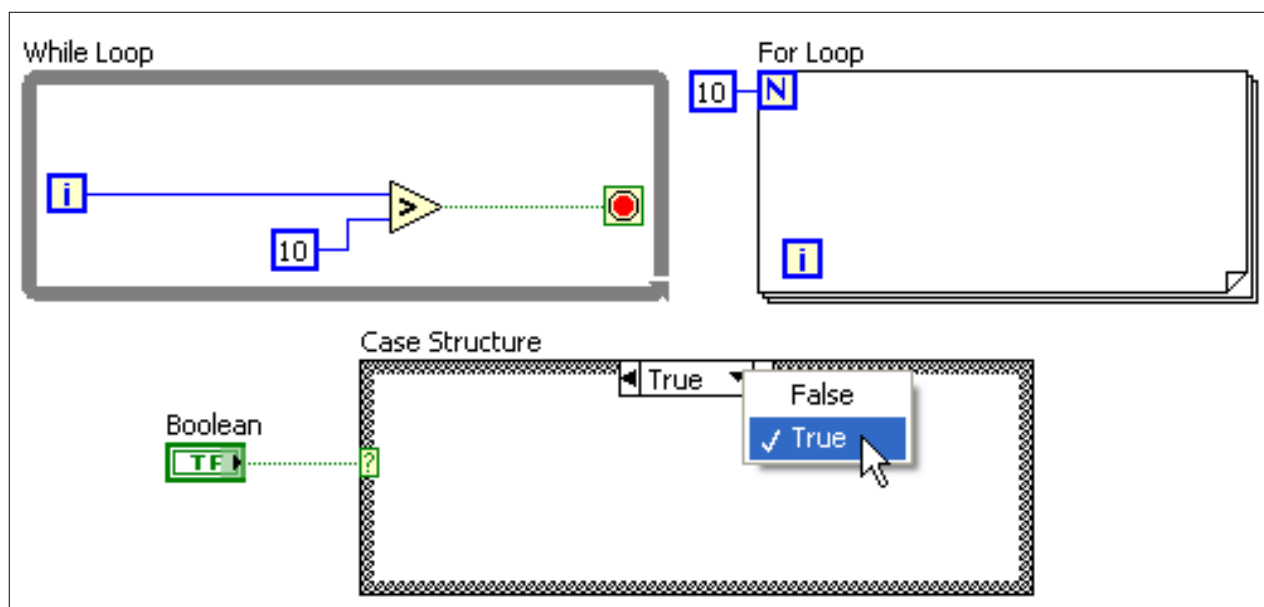 While Loop
For Loop
10
N
i
>
10
i
Case Structure
True
False
✓ True
Boolean
TF
?